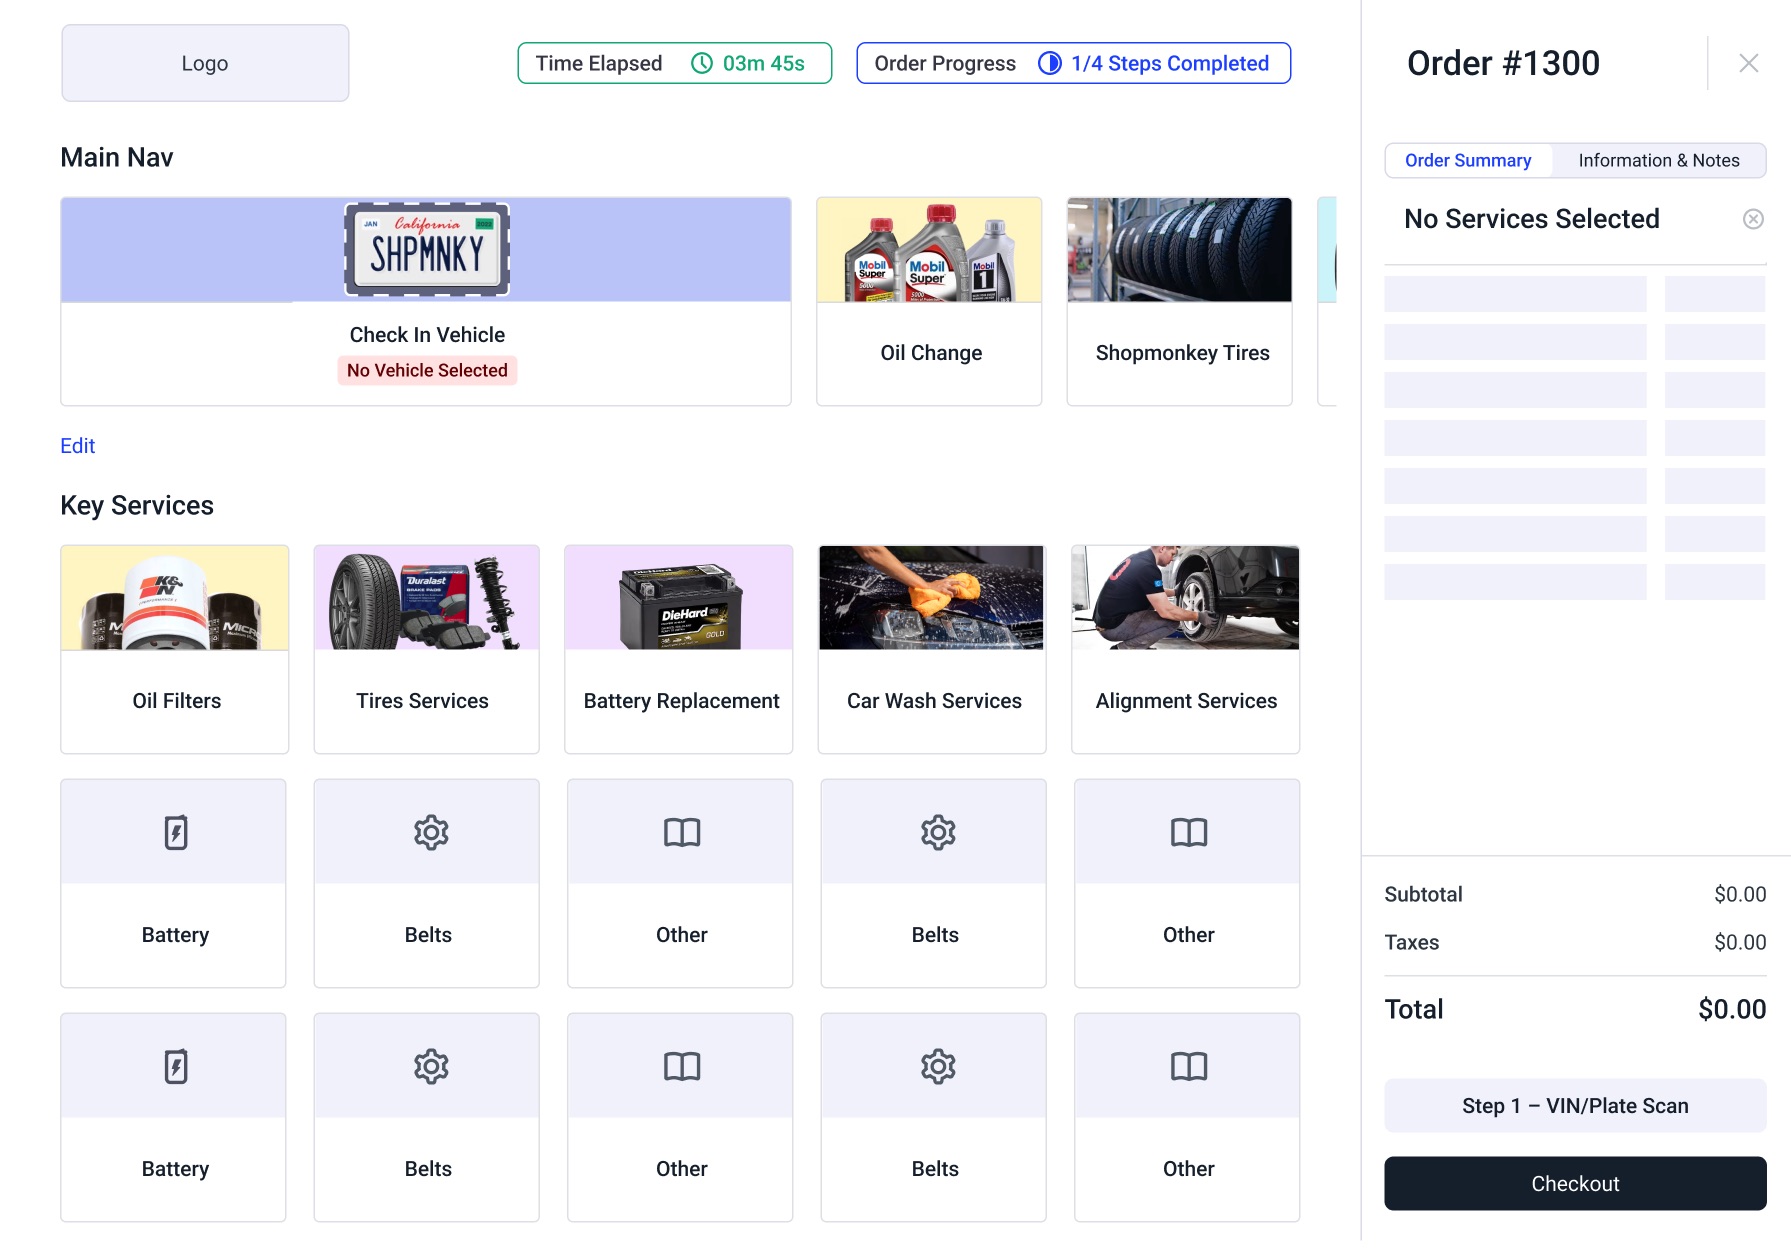 Logo
Time Elapsed 03m 45s
Order Progress 1/4 Steps Completed
Main Nav
JAN
California
SHPMNKY
Check In Vehicle
No Vehicle Selected
Mobil
Super
5000
Mobil
Super
5000
Mobil
1
Oil Change
Shopmonkey Tires
Edit
Key Services
K&N
Oil Filters
Duralast
BRAKE PADS
Tires Services
DieHard
GOLD
Battery Replacement
Car Wash Services
Alignment Services
Battery
Belts
Other
Belts
Other
Battery
Belts
Other
Belts
Other
Order #1300
Order Summary
Information & Notes
No Services Selected
Subtotal $0.00
Taxes $0.00
Total $0.00
Step 1 – VIN/Plate Scan
Checkout